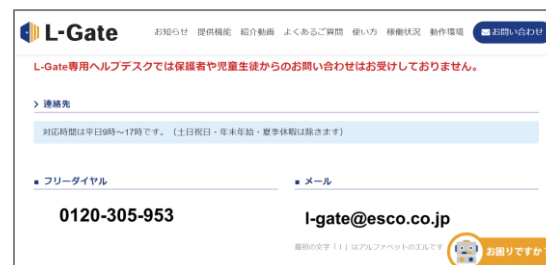 L-Gate
お知らせ 提供機能 紹介動画 よくあるご質問 使い方 稼働状況 動作環境 お問い合わせ
L-Gate専用ヘルプデスクでは保護者や児童生徒からのお問い合わせはお受けしておりません。
連絡先
対応時間は平日9時～17時です。（土日祝日・年末年始・夏季休暇は除きます）
フリーダイヤル
メール
0120-305-953
l-gate@esco.co.jp
最初の文字「l」はアルファベットのエルです
お困りですか？